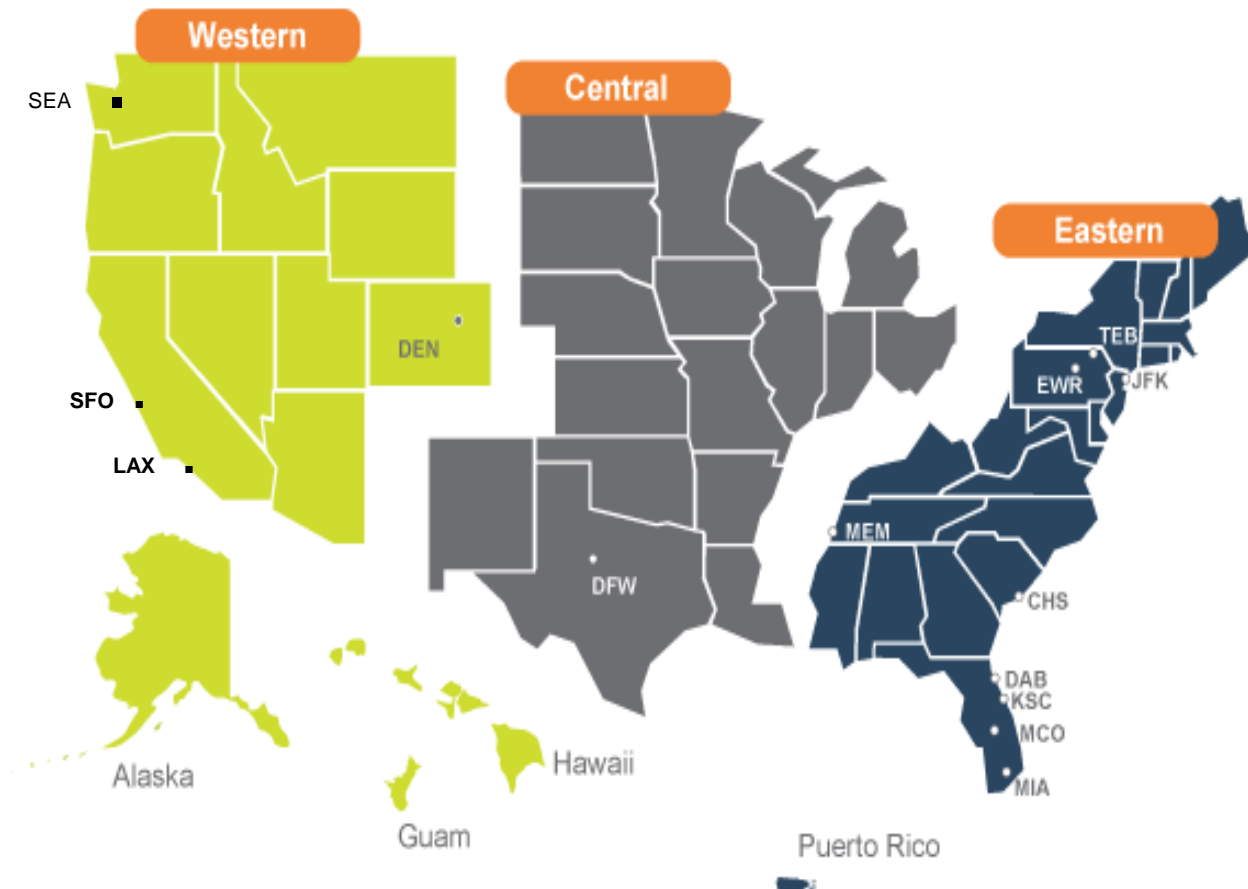 Western
SEA
Central
Eastern
TEB
DEN
EWR
JFK
SFO
LAX
MEM
DFW
CHS
DAB
KSC
MCO
Hawaii
Alaska
MIA
Guam
Puerto Rico